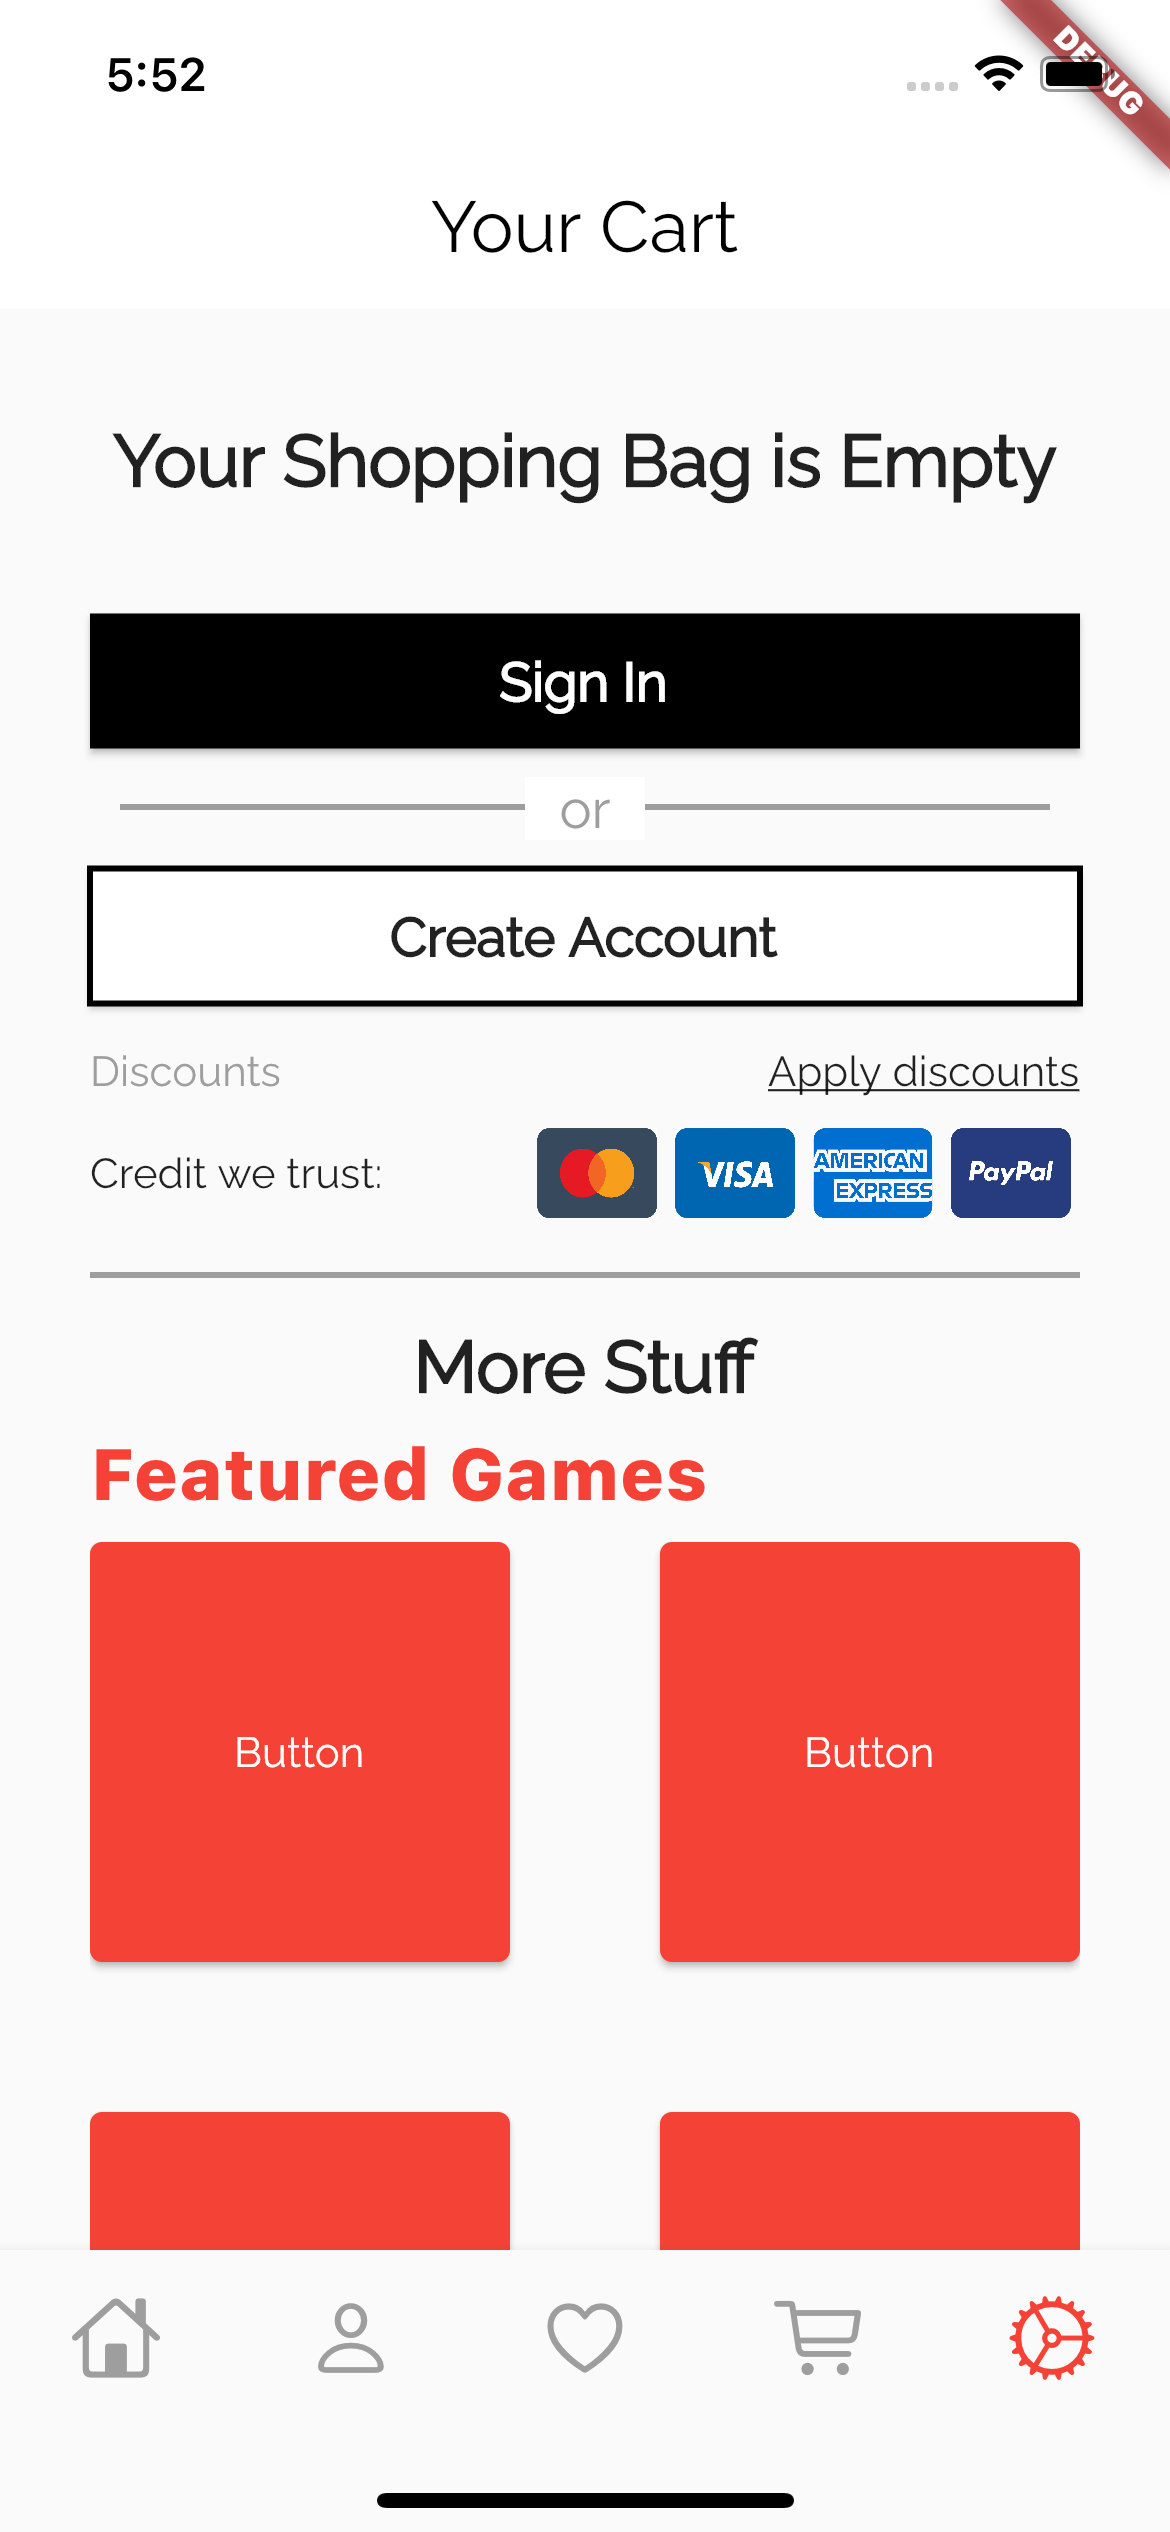 5:52
DEBUG
Your Cart
Your Shopping Bag is Empty
Sign In
or
Create Account
Discounts Apply discounts
Credit we trust: VISA AMERICAN EXPRESS PayPal
More Stuff
Featured Games
Button Button